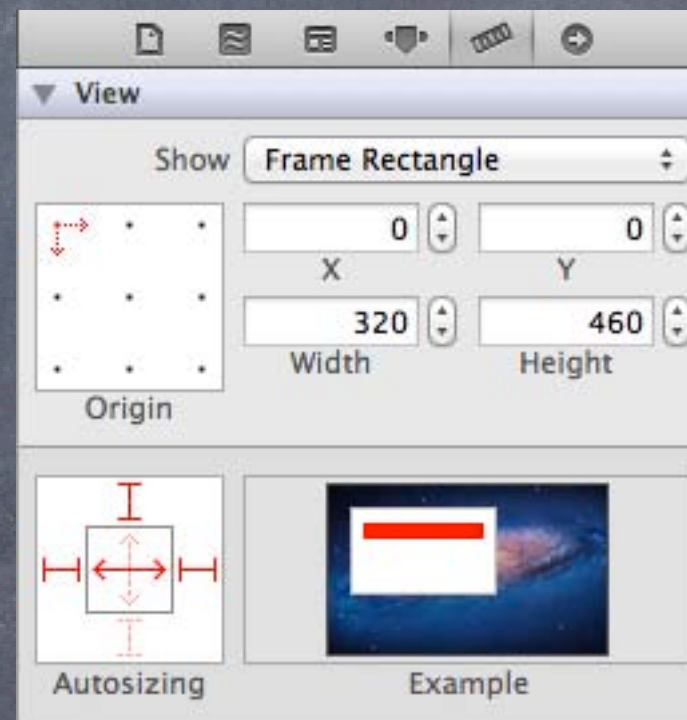 View
Show Frame Rectangle
0 0
X Y
320 460
Width Height
Origin
Autosizing Example